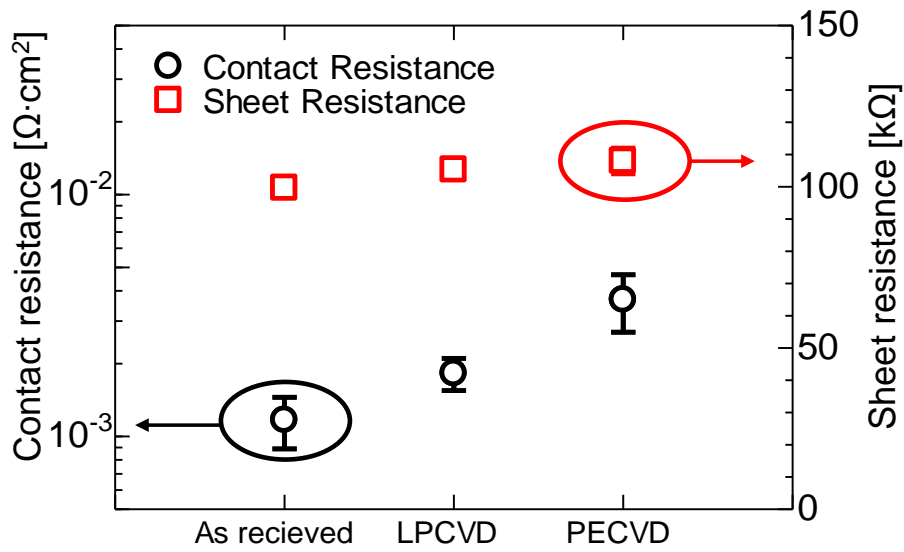 Contact resistance [Ω·cm²]
10⁻²
10⁻³
Contact Resistance
Sheet Resistance
150
100
50
0
Sheet resistance [kΩ]
As recieved LPCVD PECVD